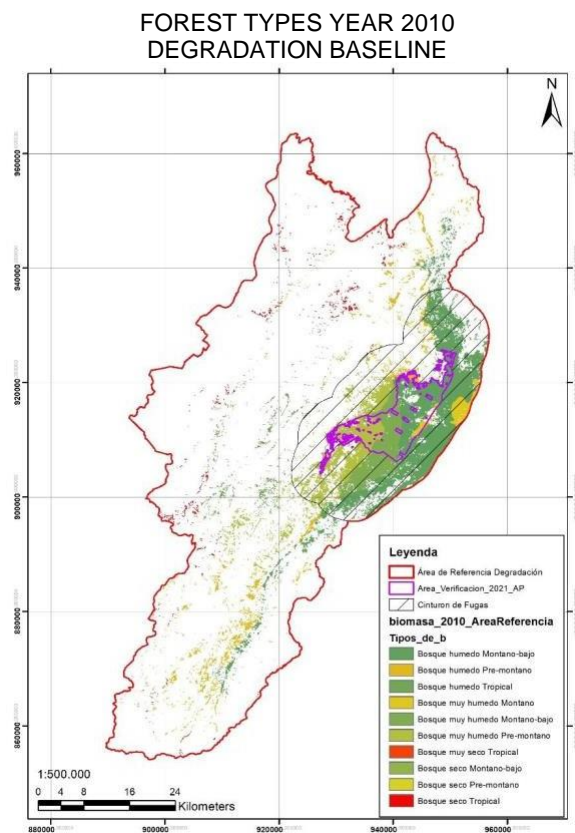 FOREST TYPES YEAR 2010
DEGRADATION BASELINE
N
960000
940000
920000
900000
880000
860000
Leyenda
Área de Referencia Degradación
Area_Verificacion_2021_AP
Cinturon de Fugas
biomasa_2010_AreaReferencia
Tipos_de_b
Bosque humedo Montano-bajo
Bosque humedo Pre-montano
Bosque humedo Tropical
Bosque muy humedo Montano
Bosque muy humedo Montano-bajo
Bosque muy humedo Pre-montano
Bosque muy seco Tropical
Bosque seco Montano-bajo
Bosque seco Pre-montano
Bosque seco Tropical
1:500.000
0 4 8 16 24
Kilometers
880000 900000 920000 940000 960000